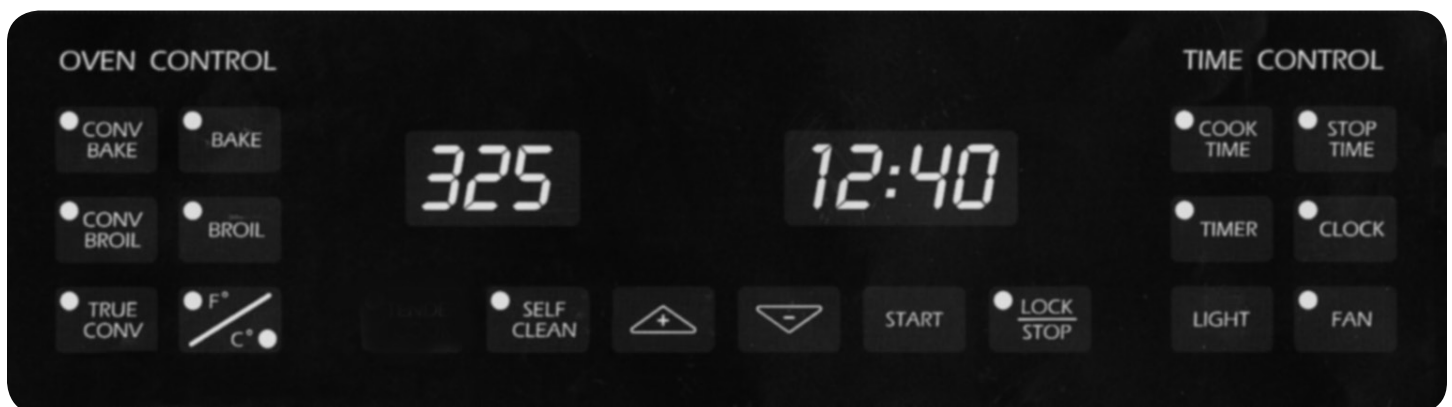 OVEN CONTROL
TIME CONTROL
CONV
BAKE
BAKE
325
12:40
COOK
TIME
STOP
TIME
CONV
BROIL
BROIL
TIMER
CLOCK
TRUE
CONV
F°
C°
SELF
CLEAN
+
-
START
LOCK
STOP
LIGHT
FAN